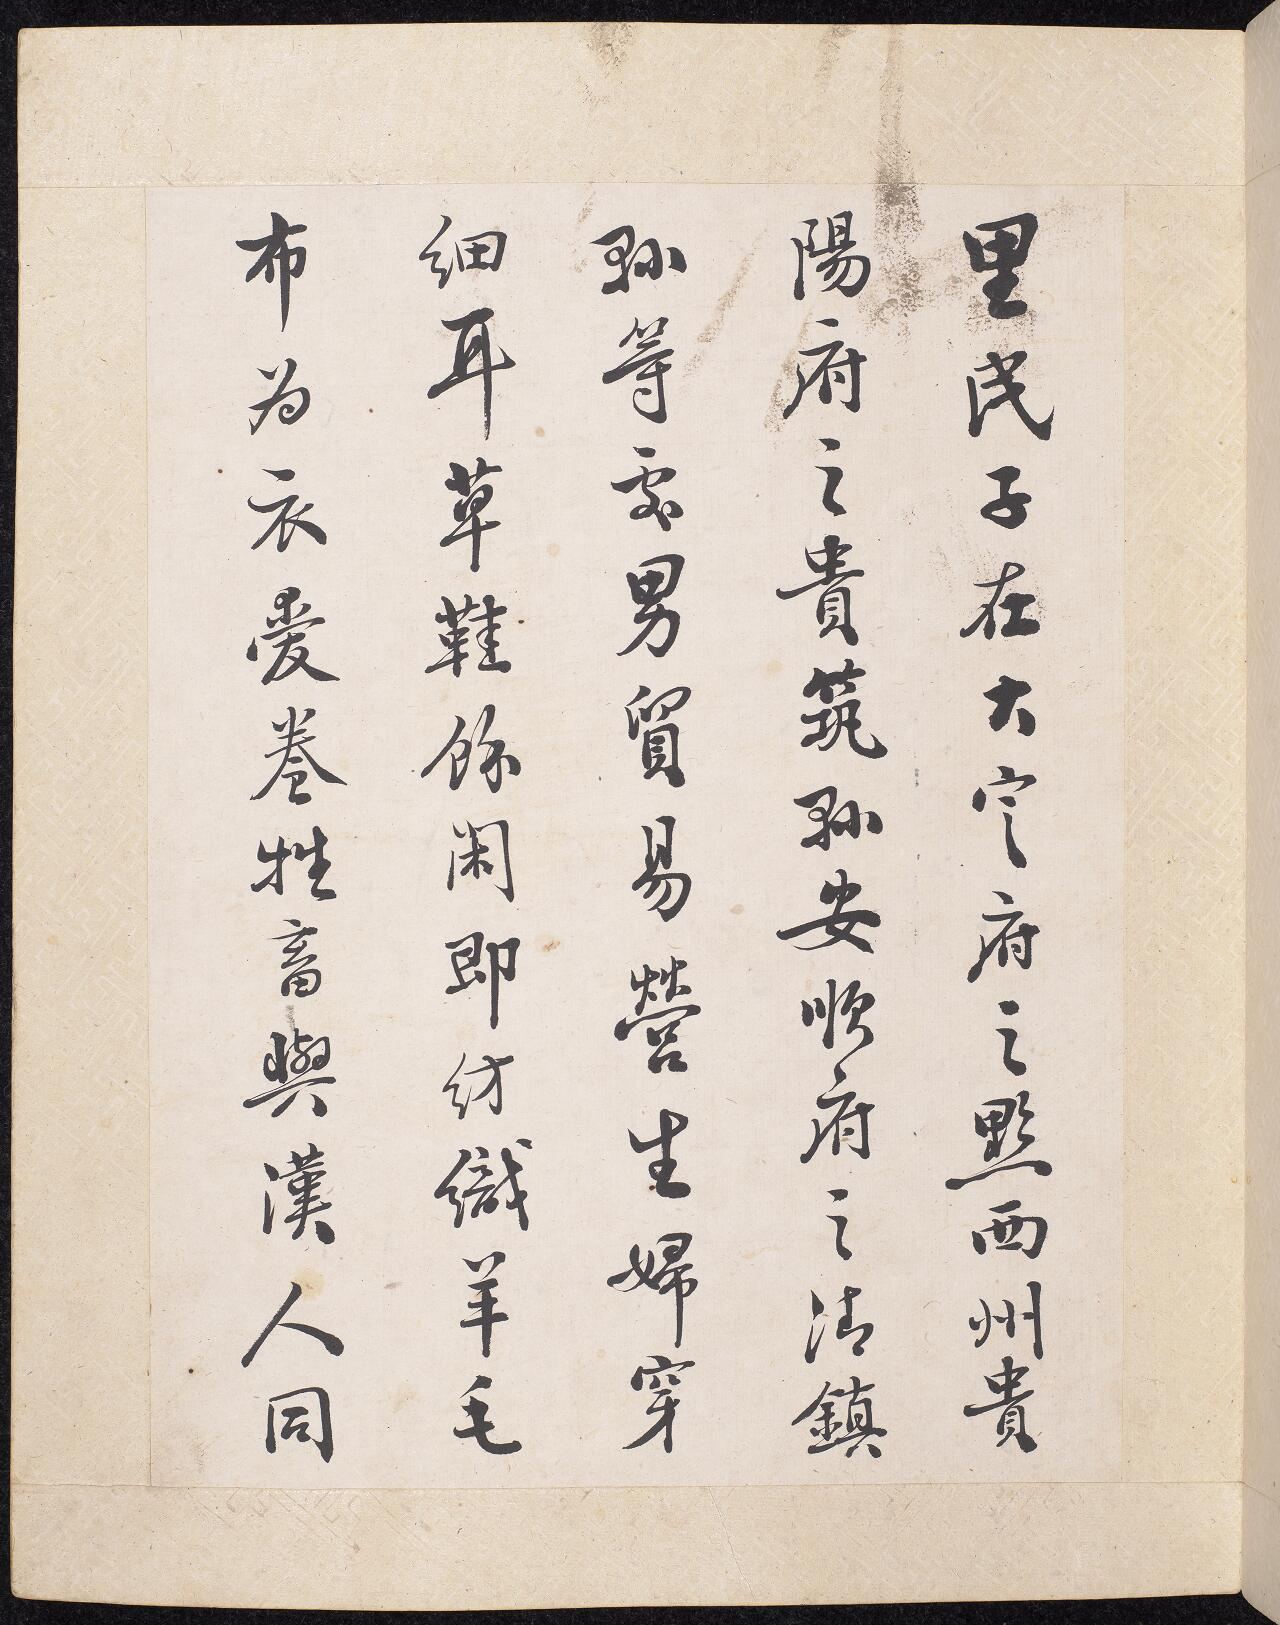 里民子在大定府之黔西州貴
陽府之貴筑縣安順府之清鎮
縣等處男貿易營生婦穿
細耳草鞋餘閑即紡織羊毛
布為衣愛養牲畜與漢人同